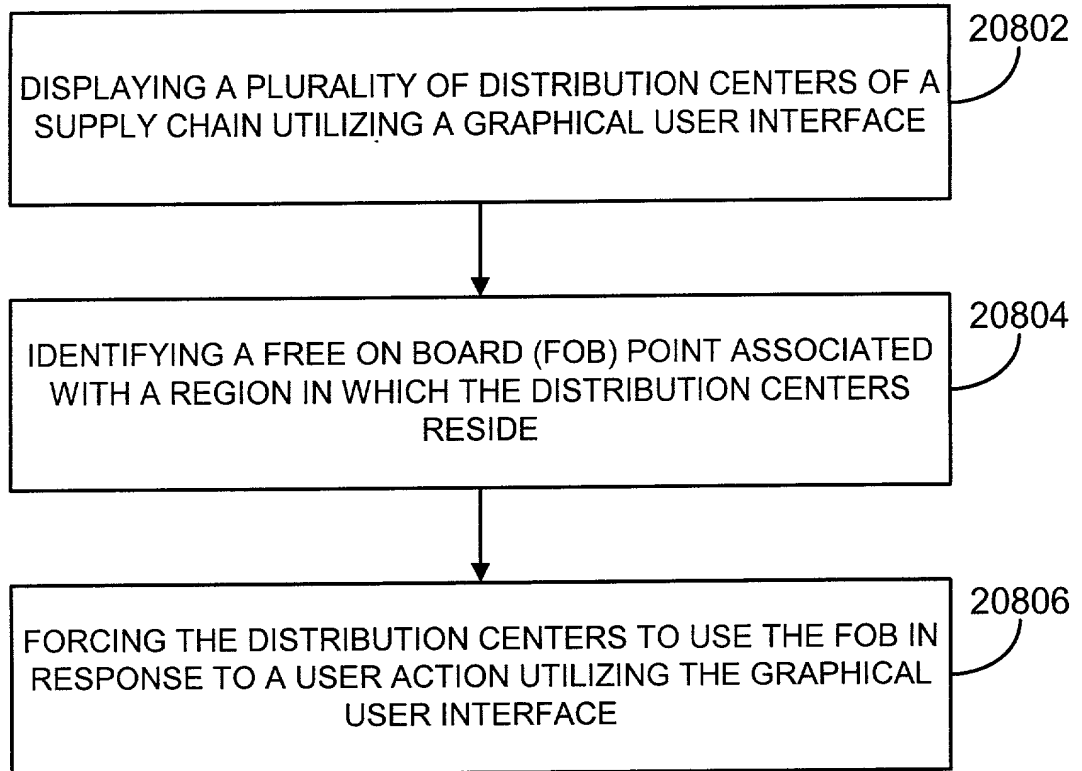 20802
DISPLAYING A PLURALITY OF DISTRIBUTION CENTERS OF A
SUPPLY CHAIN UTILIZING A GRAPHICAL USER INTERFACE
20804
IDENTIFYING A FREE ON BOARD (FOB) POINT ASSOCIATED
WITH A REGION IN WHICH THE DISTRIBUTION CENTERS
RESIDE
20806
FORCING THE DISTRIBUTION CENTERS TO USE THE FOB IN
RESPONSE TO A USER ACTION UTILIZING THE GRAPHICAL
USER INTERFACE